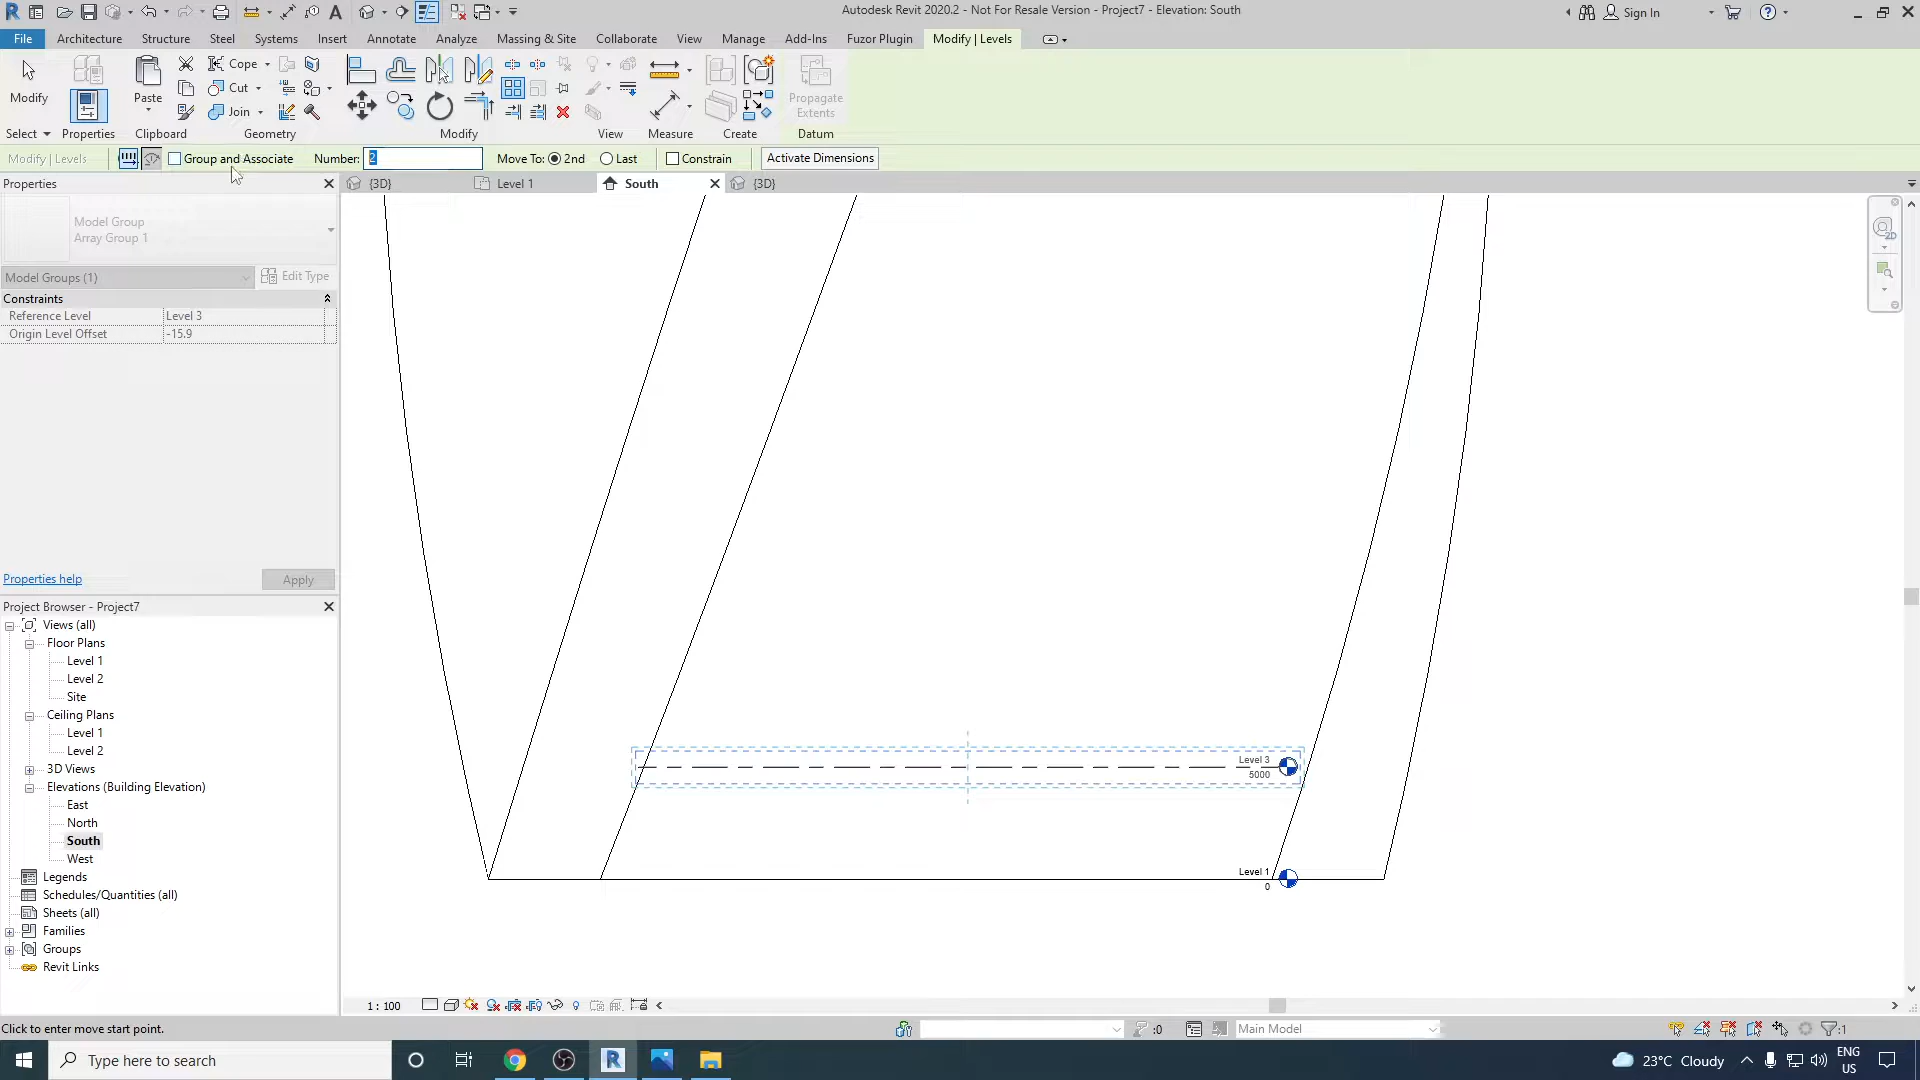 Autodesk Revit 2020.2 - Not For Resale Version - Project7 - Elevation: South
Sign In
File Architecture Structure Steel Systems Insert Annotate Analyze Massing & Site Collaborate View Manage Add-Ins Fuzor Plugin Modify | Levels
Modify
Paste
Cope
Cut
Join
Propagate
Extents
Select Properties Clipboard Geometry Modify View Measure Create Datum
Modify | Levels Group and Associate Number: 2 Move To: 2nd Last Constrain Activate Dimensions
Properties
{3D} Level 1 South {3D}
Model Group
Array Group 1
Model Groups (1) Edit Type
Constraints
Reference Level Level 3
Origin Level Offset -15.9
Properties help Apply
Project Browser - Project7
Views (all)
Floor Plans
Level 1
Level 2
Site
Ceiling Plans
Level 1
Level 2
3D Views
Elevations (Building Elevation)
East
North
South
West
Legends
Schedules/Quantities (all)
Sheets (all)
Families
Groups
Revit Links
2D
Level 3
5000
Level 1
0
1 : 100
Click to enter move start point.
:0 Main Model :1
Type here to search
23°C Cloudy
ENG
US